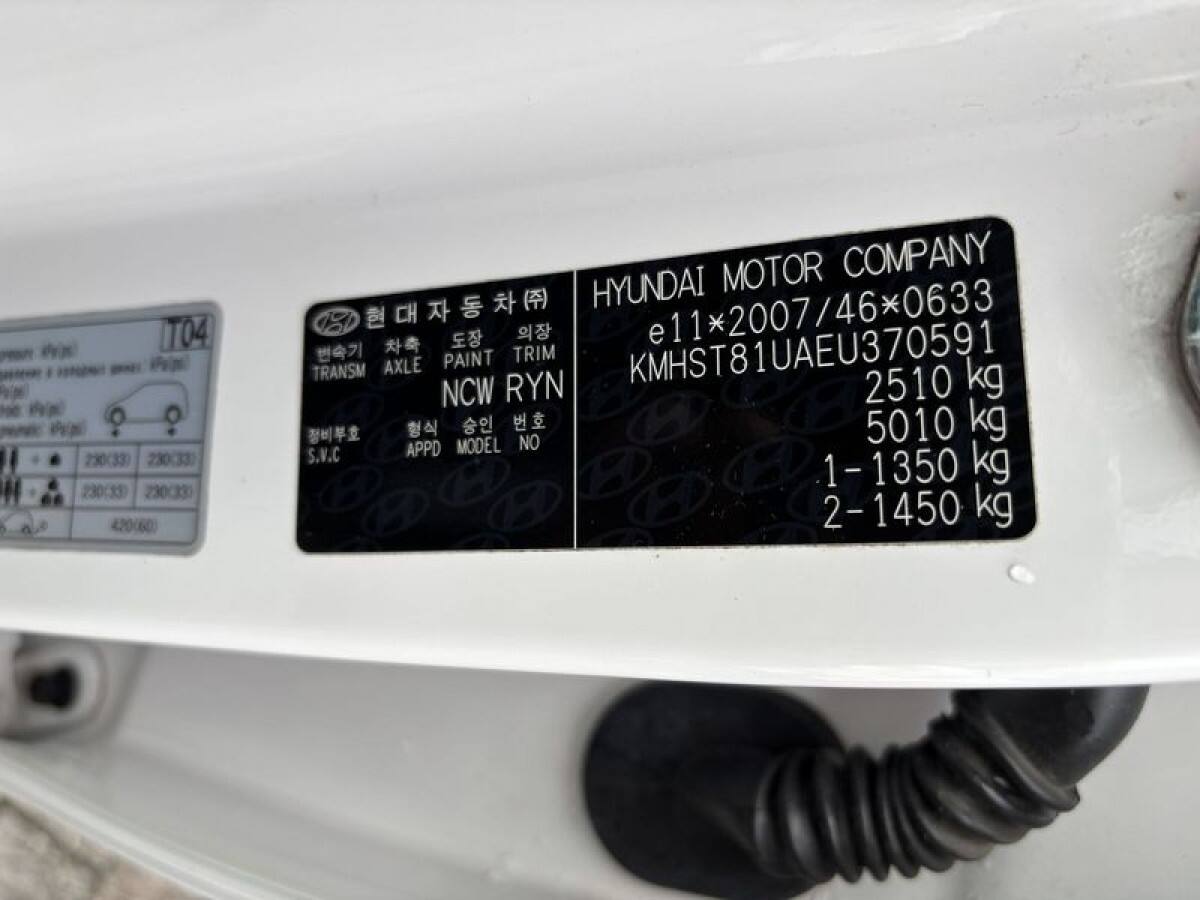 T04
230(33) 230(33)
230(33) 230(33)
420(60)
현대자동차(주)
변속기 차축 도장 의장
TRANSM AXLE PAINT TRIM
NCW RYN
정비부호 형식 승인 번호
S.V.C APPD MODEL NO
HYUNDAI MOTOR COMPANY
e11*2007/46*0633
KMHST81UAEU370591
2510 kg
5010 kg
1-1350 kg
2-1450 kg